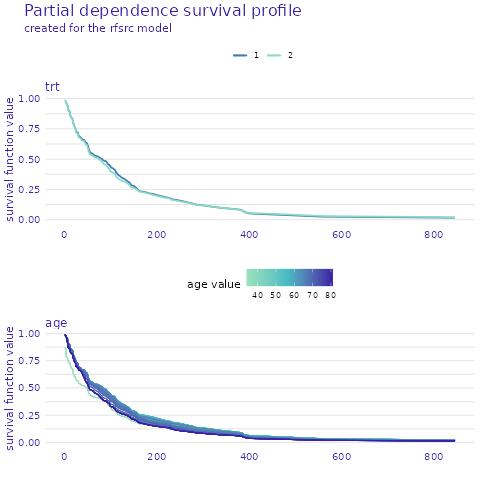 Partial dependence survival profile
created for the rfsrc model
1 2
trt
survival function value
1.00
0.75
0.50
0.25
0.00
0 200 400 600 800
age value
40 50 60 70 80
age
survival function value
1.00
0.75
0.50
0.25
0.00
0 200 400 600 800